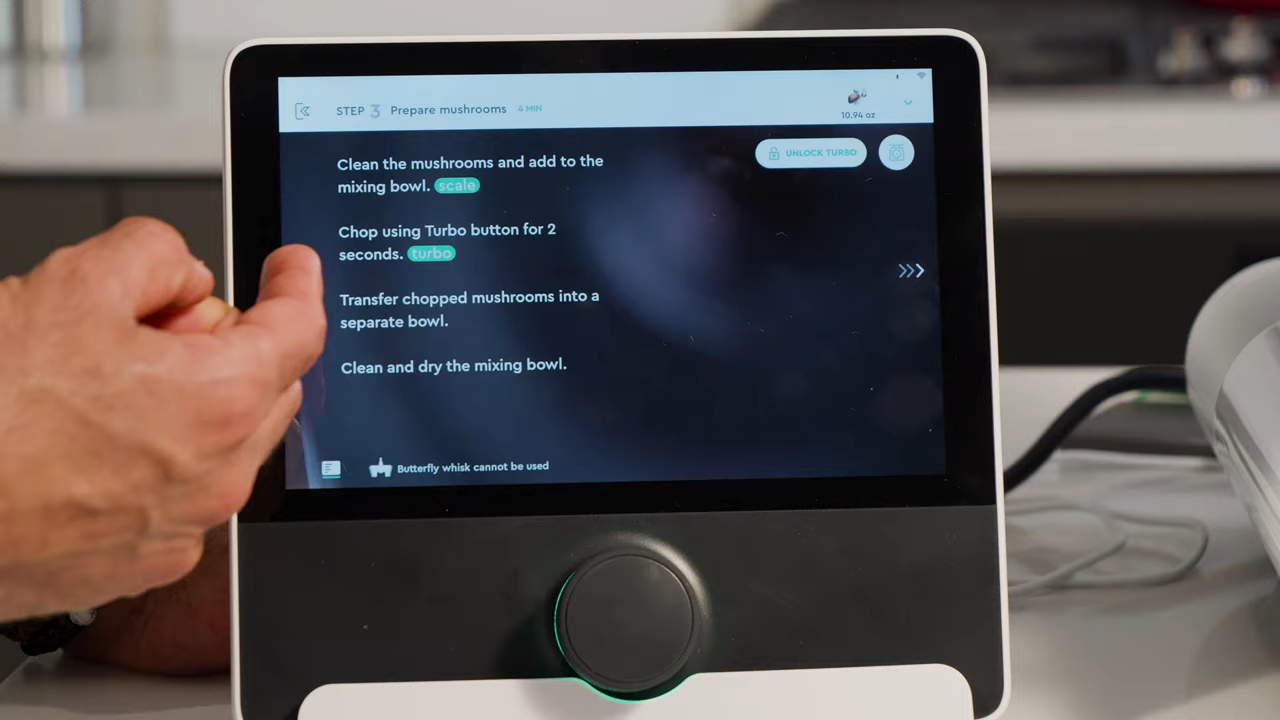 STEP 3 Prepare mushrooms 4 MIN
10.94 oz
UNLOCK TURBO
Clean the mushrooms and add to the
mixing bowl. scale
Chop using Turbo button for 2
seconds. turbo
Transfer chopped mushrooms into a
separate bowl.
Clean and dry the mixing bowl.
Butterfly whisk cannot be used